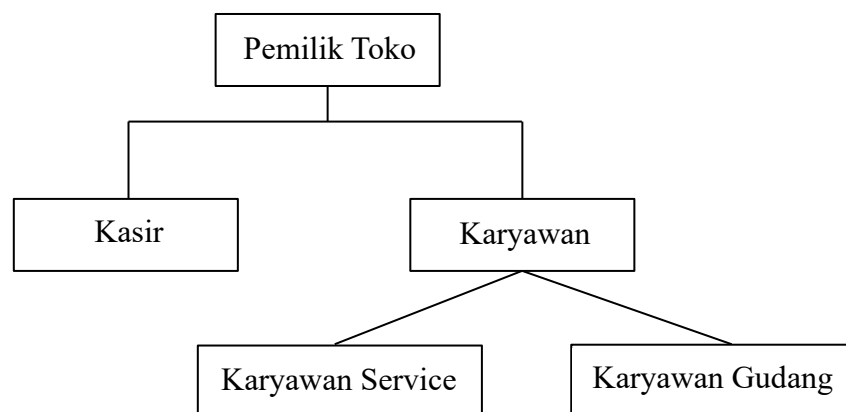 Pemilik Toko
Kasir
Karyawan
Karyawan Service
Karyawan Gudang